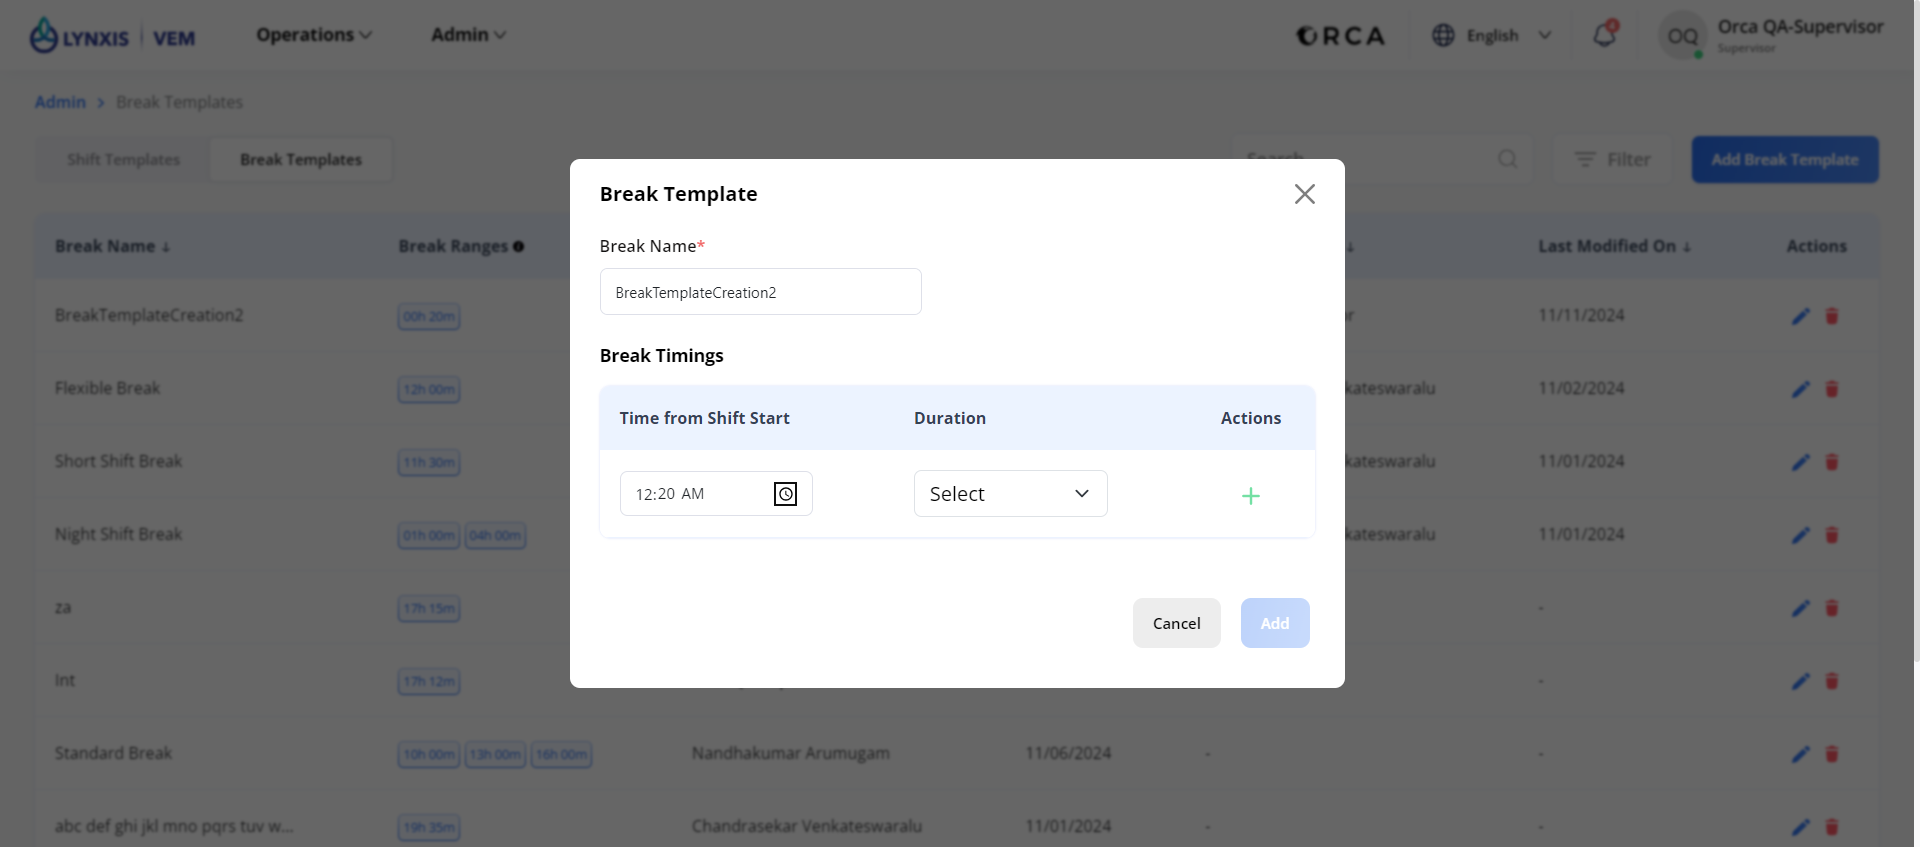 LYNXIS VEM Operations Admin ORCA English 4 OQ Orca QA-Supervisor
Supervisor
Admin > Break Templates
Shift Templates Break Templates Search Filter Add Break Template
Break Template
Break Name ↓ Break Ranges ↓ Last Modified On ↓ Actions
Break Name*
BreakTemplateCreation2
BreakTemplateCreation2 00h 20m or 11/11/2024
Break Timings
Flexible Break 12h 00m kateswaralu 11/02/2024
Time from Shift Start Duration Actions
Short Shift Break 11h 30m kateswaralu 11/01/2024
12:20 AM Select +
Night Shift Break 01h 00m 04h 00m kateswaralu 11/01/2024
za 17h 15m - 
Cancel Add
Int 17h 12m -
Standard Break 10h 00m 13h 00m 16h 00m Nandhakumar Arumugam 11/06/2024 - -
abc def ghi jkl mno pqrs tuv w... 19h 35m Chandrasekar Venkateswaralu 11/01/2024 - -